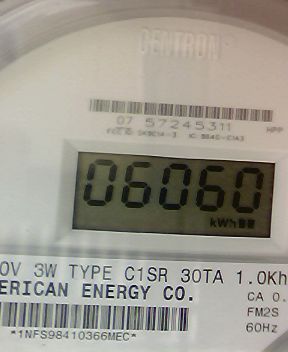 CENTRON
07 57245311 HPP
06060
kWh
0V 3W TYPE C1SR 30TA 1.0Kh
ERICAN ENERGY CO. CA 0.
FM2S
60Hz
*1NFS98410366MEC*